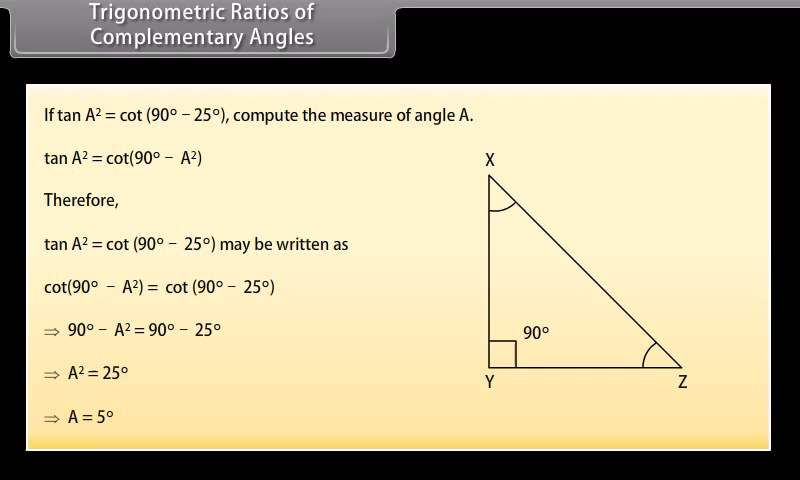 Trigonometric Ratios of
Complementary Angles
If tan A² = cot (90° − 25°), compute the measure of angle A.
tan A² = cot(90° − A²)
Therefore,
tan A² = cot (90° − 25°) may be written as
cot(90° − A²) = cot (90° − 25°)
⇒ 90° − A² = 90° − 25°
⇒ A² = 25°
⇒ A = 5°
X
90°
Y
Z